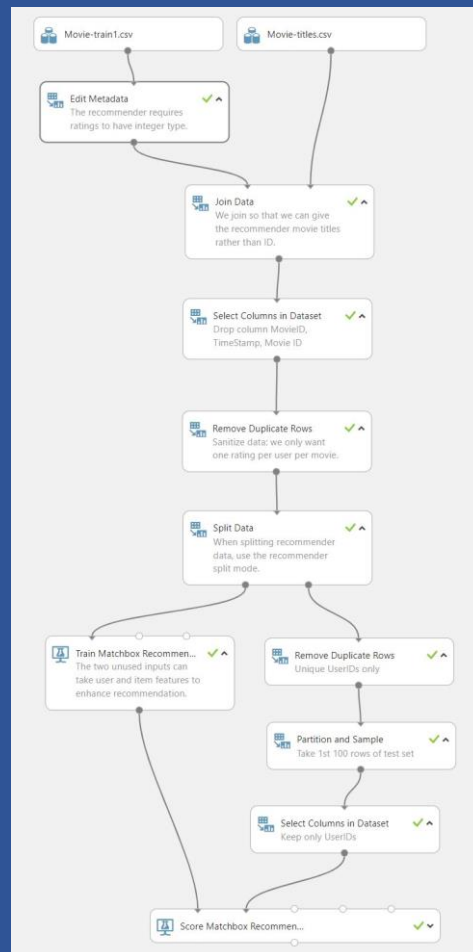 Movie-train1.csv
Movie-titles.csv
Edit Metadata
The recommender requires
ratings to have integer type.
Join Data
We join so that we can give
the recommender movie titles
rather than ID.
Select Columns in Dataset
Drop column MovieID,
TimeStamp, Movie ID
Remove Duplicate Rows
Sanitize data: we only want
one rating per user per movie.
Split Data
When splitting recommender
data, use the recommender
split mode.
Train Matchbox Recommen...
The two unused inputs can
take user and item features to
enhance recommendation.
Remove Duplicate Rows
Unique UserIDs only
Partition and Sample
Take 1st 100 rows of test set
Select Columns in Dataset
Keep only UserIDs
Score Matchbox Recommen...